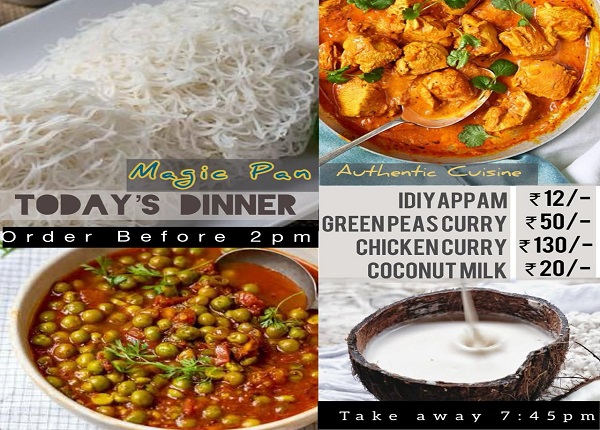 Magic Pan
Authentic Cuisine
TODAY'S DINNER
Order Before 2pm
IDIYAPPAM ₹12/-
GREEN PEAS CURRY ₹50/-
CHICKEN CURRY ₹130/-
COCONUT MILK ₹20/-
Take away 7:45pm